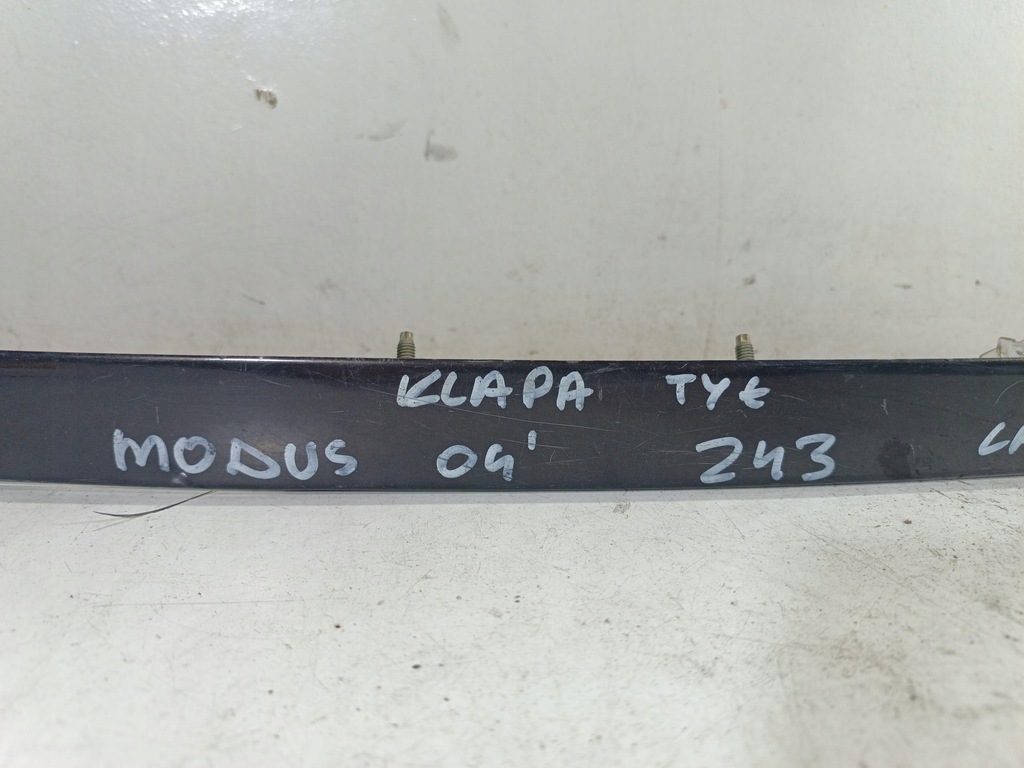 KLAPA TYŁ
MODUS 04' 243